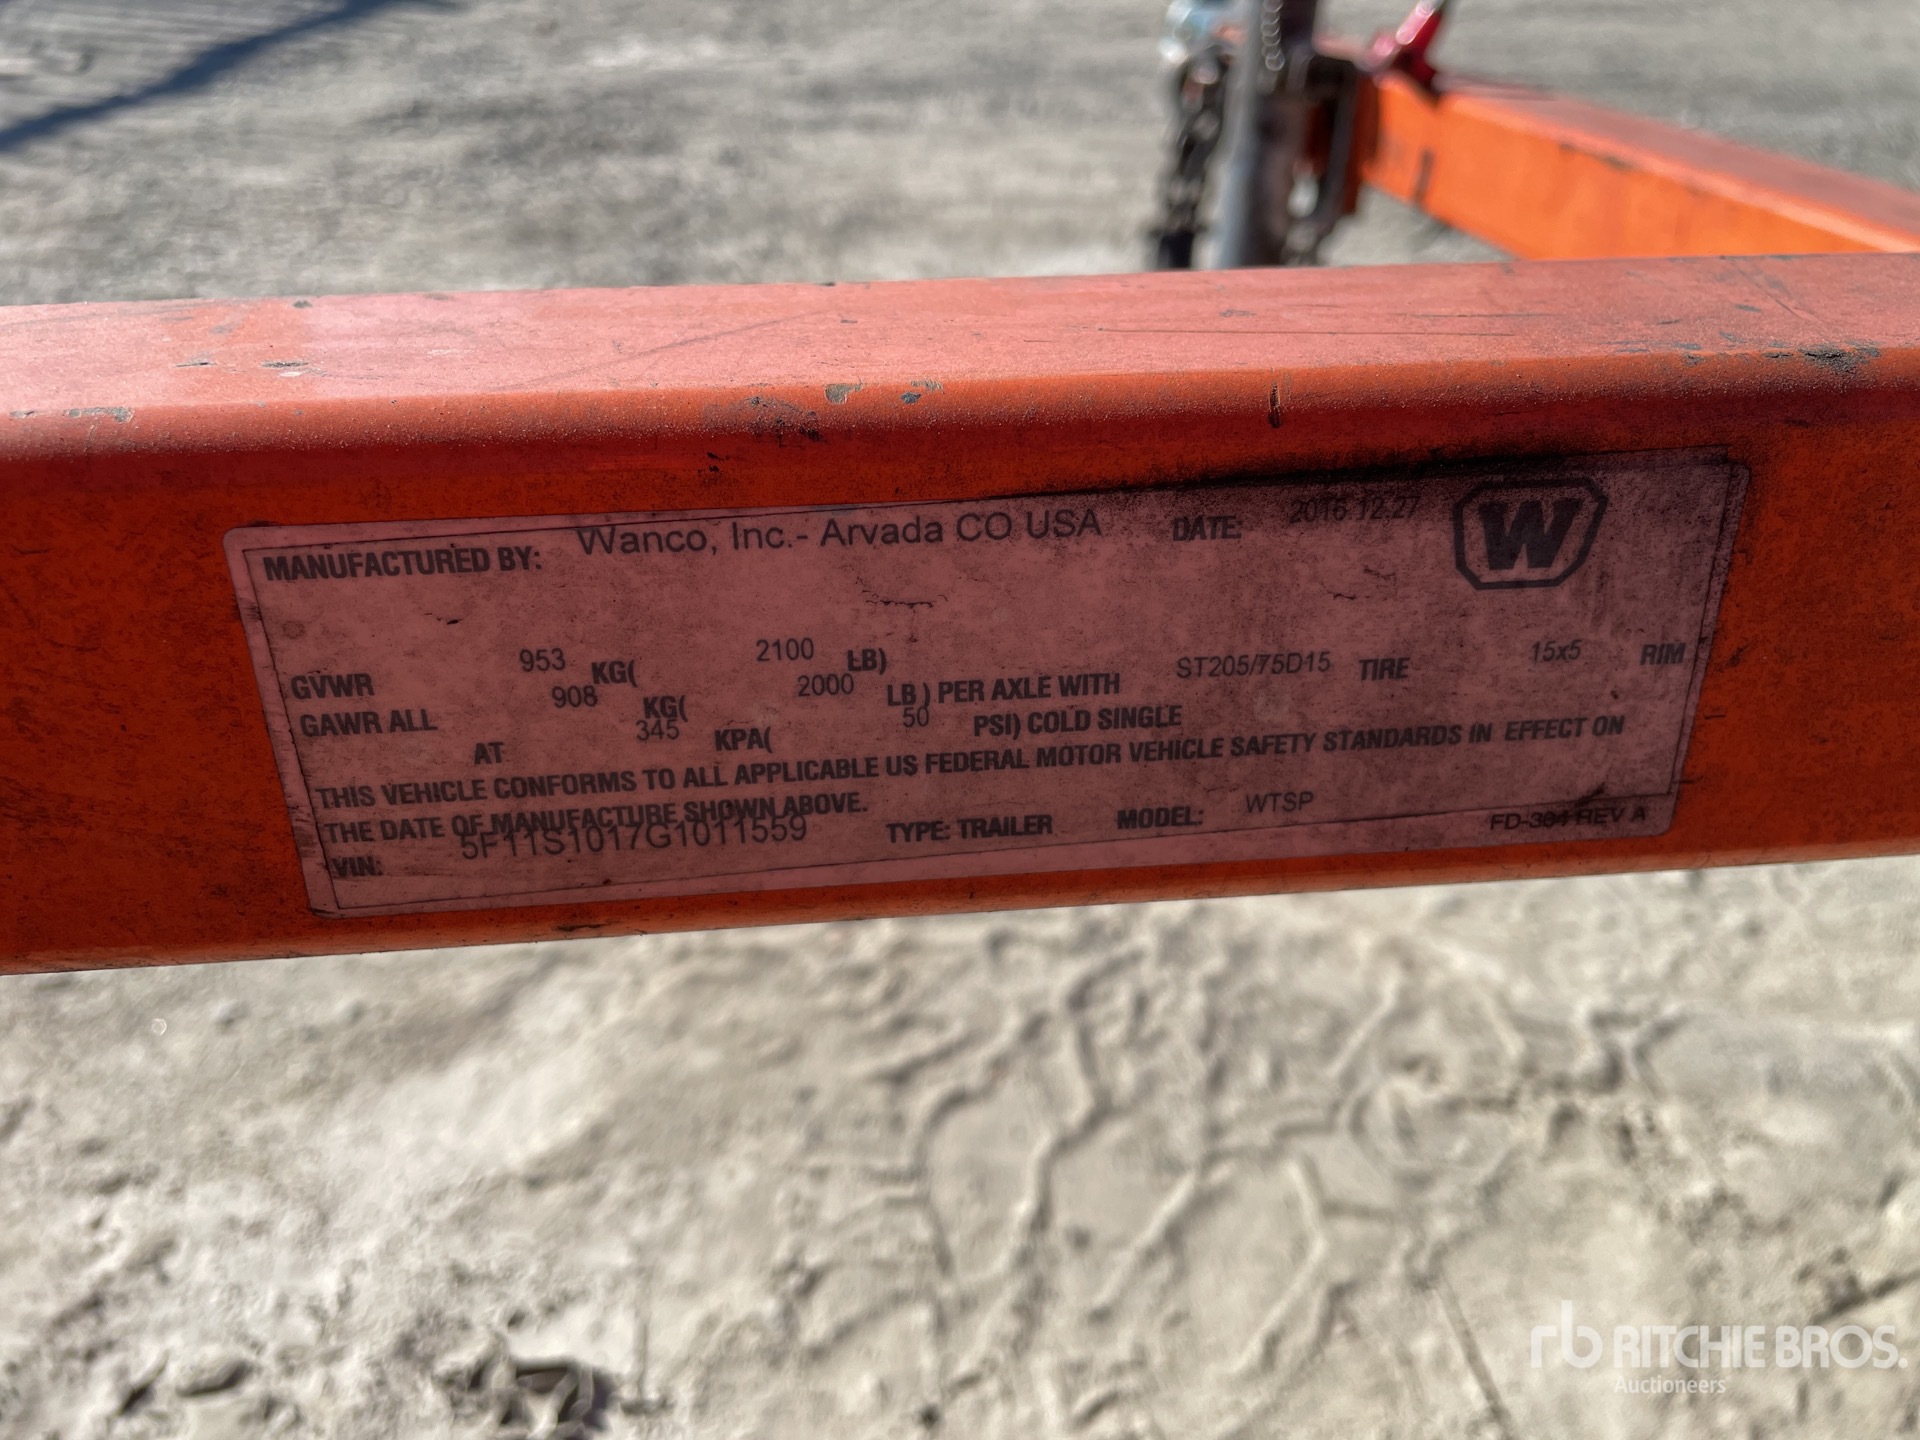 MANUFACTURED BY: Wanco, Inc.- Arvada CO USA DATE: 2016.12.27 W
GVWR 953 KG( 2100 LB)
GAWR ALL 908 KG( 2000 LB) PER AXLE WITH ST205/75D15 TIRE 15x5 RIM
AT 345 KPA( 50 PSI) COLD SINGLE
THIS VEHICLE CONFORMS TO ALL APPLICABLE US FEDERAL MOTOR VEHICLE SAFETY STANDARDS IN EFFECT ON
THE DATE OF MANUFACTURE SHOWN ABOVE.
VIN: 5F11S1017G1011559 TYPE: TRAILER MODEL: WTSP FD-384 REV A
rb RITCHIE BROS.
Auctioneers